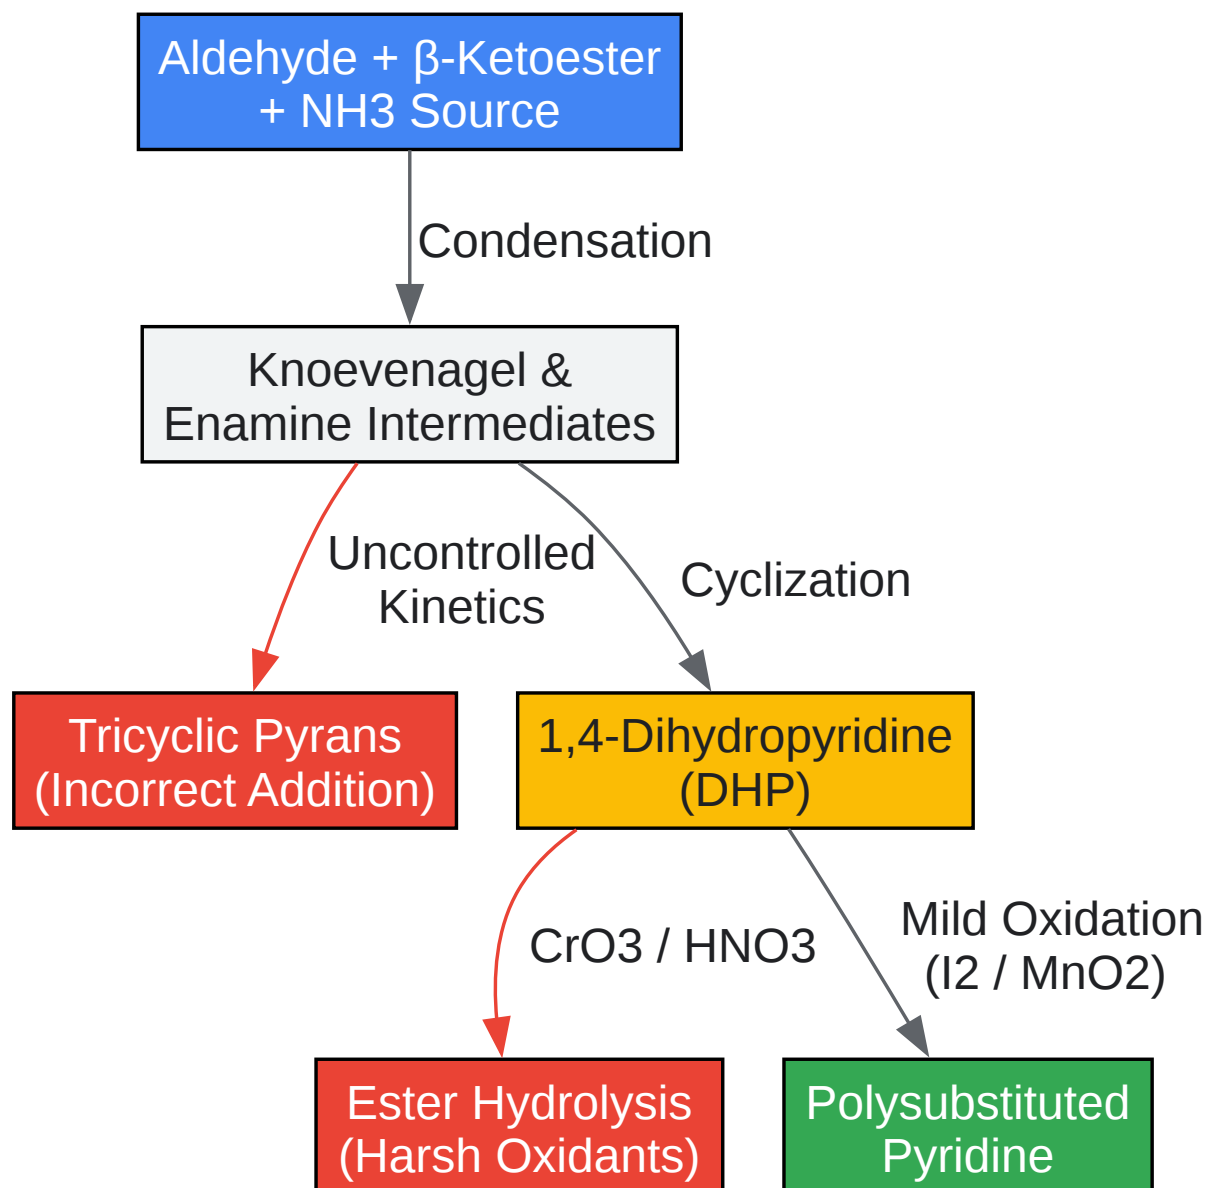 Aldehyde + β-Ketoester
+ NH3 Source
Condensation
Knoevenagel &
Enamine Intermediates
Uncontrolled
Kinetics
Cyclization
Tricyclic Pyrans
(Incorrect Addition)
1,4-Dihydropyridine
(DHP)
CrO3 / HNO3
Mild Oxidation
(I2 / MnO2)
Ester Hydrolysis
(Harsh Oxidants)
Polysubstituted
Pyridine